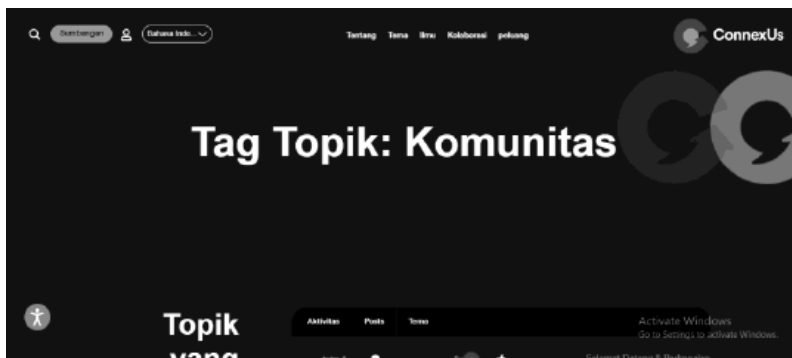 Sumbangan
Bahasa Indo...
Tentang Tema Ilmu Kolaborasi peluang
ConnexUs
Tag Topik: Komunitas
Topik
yang
Aktivitas Posts Tema
Activate Windows
Go to Settings to activate Windows.